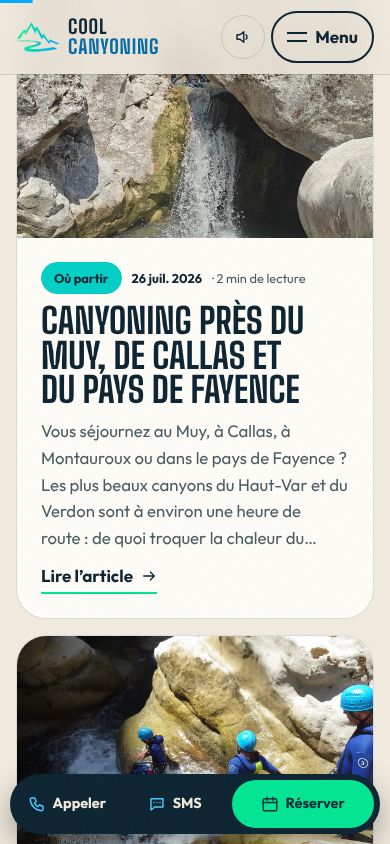 COOL
CANYONING
Menu
Où partir 26 juil. 2026 · 2 min de lecture
CANYONING PRÈS DU
MUY, DE CALLAS ET
DU PAYS DE FAYENCE
Vous séjournez au Muy, à Callas, à
Montauroux ou dans le pays de Fayence ?
Les plus beaux canyons du Haut-Var et du
Verdon sont à environ une heure de
route : de quoi troquer la chaleur du…
Lire l’article →
Appeler SMS Réserver